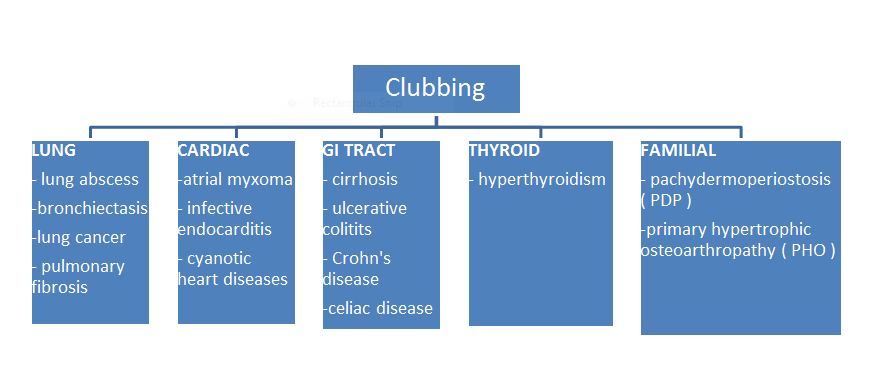 Clubbing
Rectangular Snip
LUNG
- lung abscess
-bronchiectasis
-lung cancer
- pulmonary
fibrosis
CARDIAC
-atrial myxoma
- infective
endocarditis
- cyanotic
heart diseases
GI TRACT
- cirrhosis
- ulcerative
colitits
- Crohn's
disease
-celiac disease
THYROID
- hyperthyroidism
FAMILIAL
- pachydermoperiostosis
( PDP )
-primary hypertrophic
osteoarthropathy ( PHO )